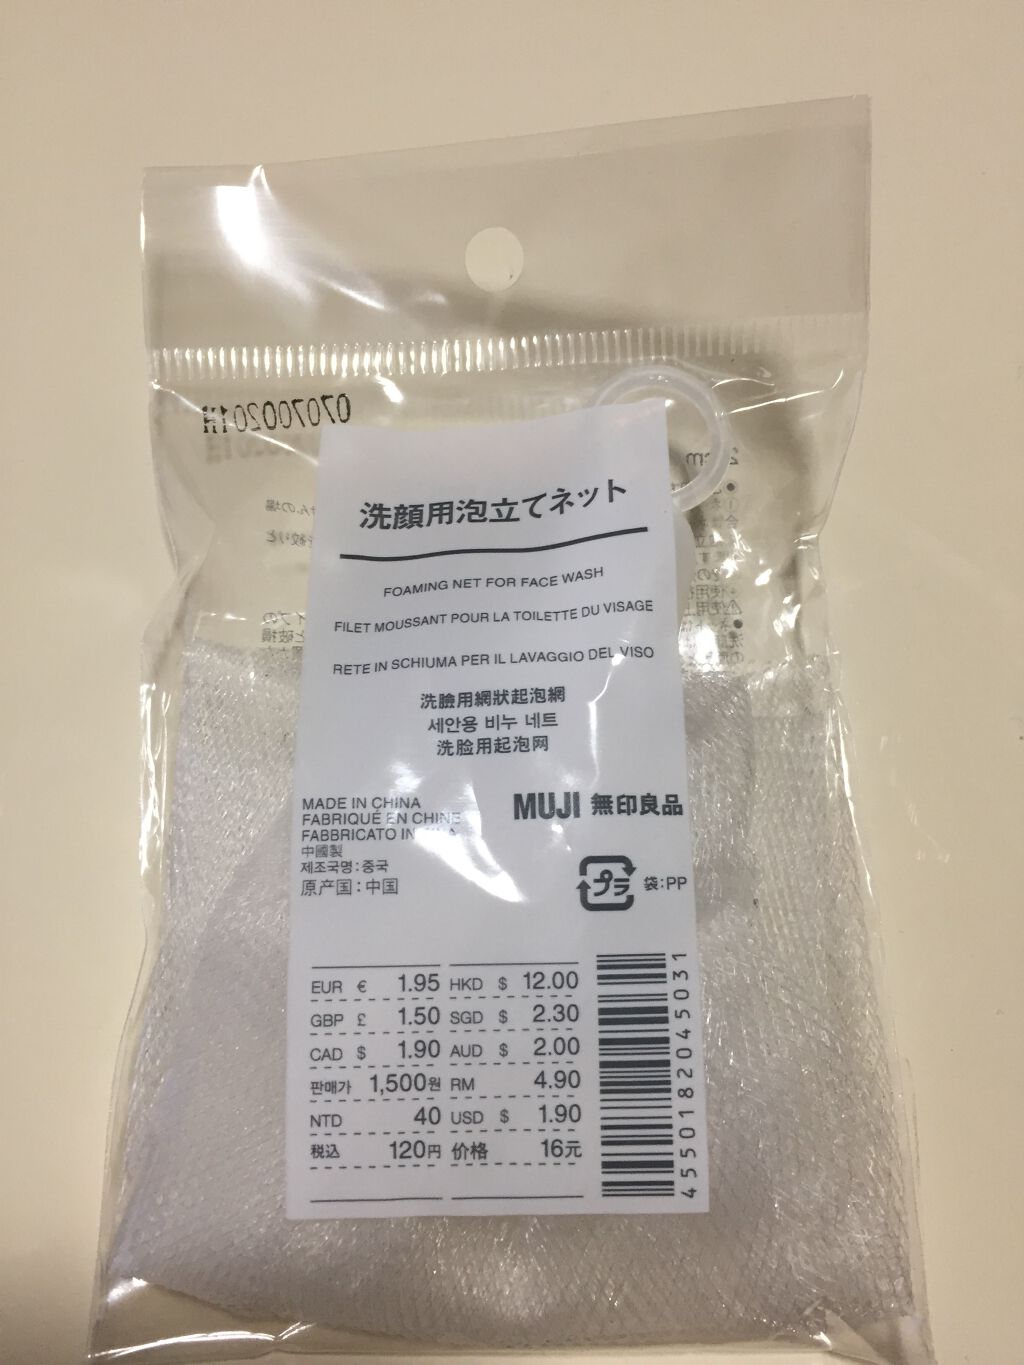 070700201H
洗顔用泡立てネット
FOAMING NET FOR FACE WASH
FILET MOUSSANT POUR LA TOILETTE DU VISAGE
RETE IN SCHIUMA PER IL LAVAGGIO DEL VISO
洗臉用網狀起泡網
세안용 비누 네트
洗脸用起泡网
MADE IN CHINA
FABRIQUÉ EN CHINE
FABBRICATO IN
中國製
제조국명:중국
原产国:中国
MUJI 無印良品
プラ 袋:PP
EUR € 1.95 HKD $ 12.00
GBP £ 1.50 SGD $ 2.30
CAD $ 1.90 AUD $ 2.00
판매가 1,500원 RM 4.90
NTD 40 USD $ 1.90
税込 120円 价格 16元
4550182045031